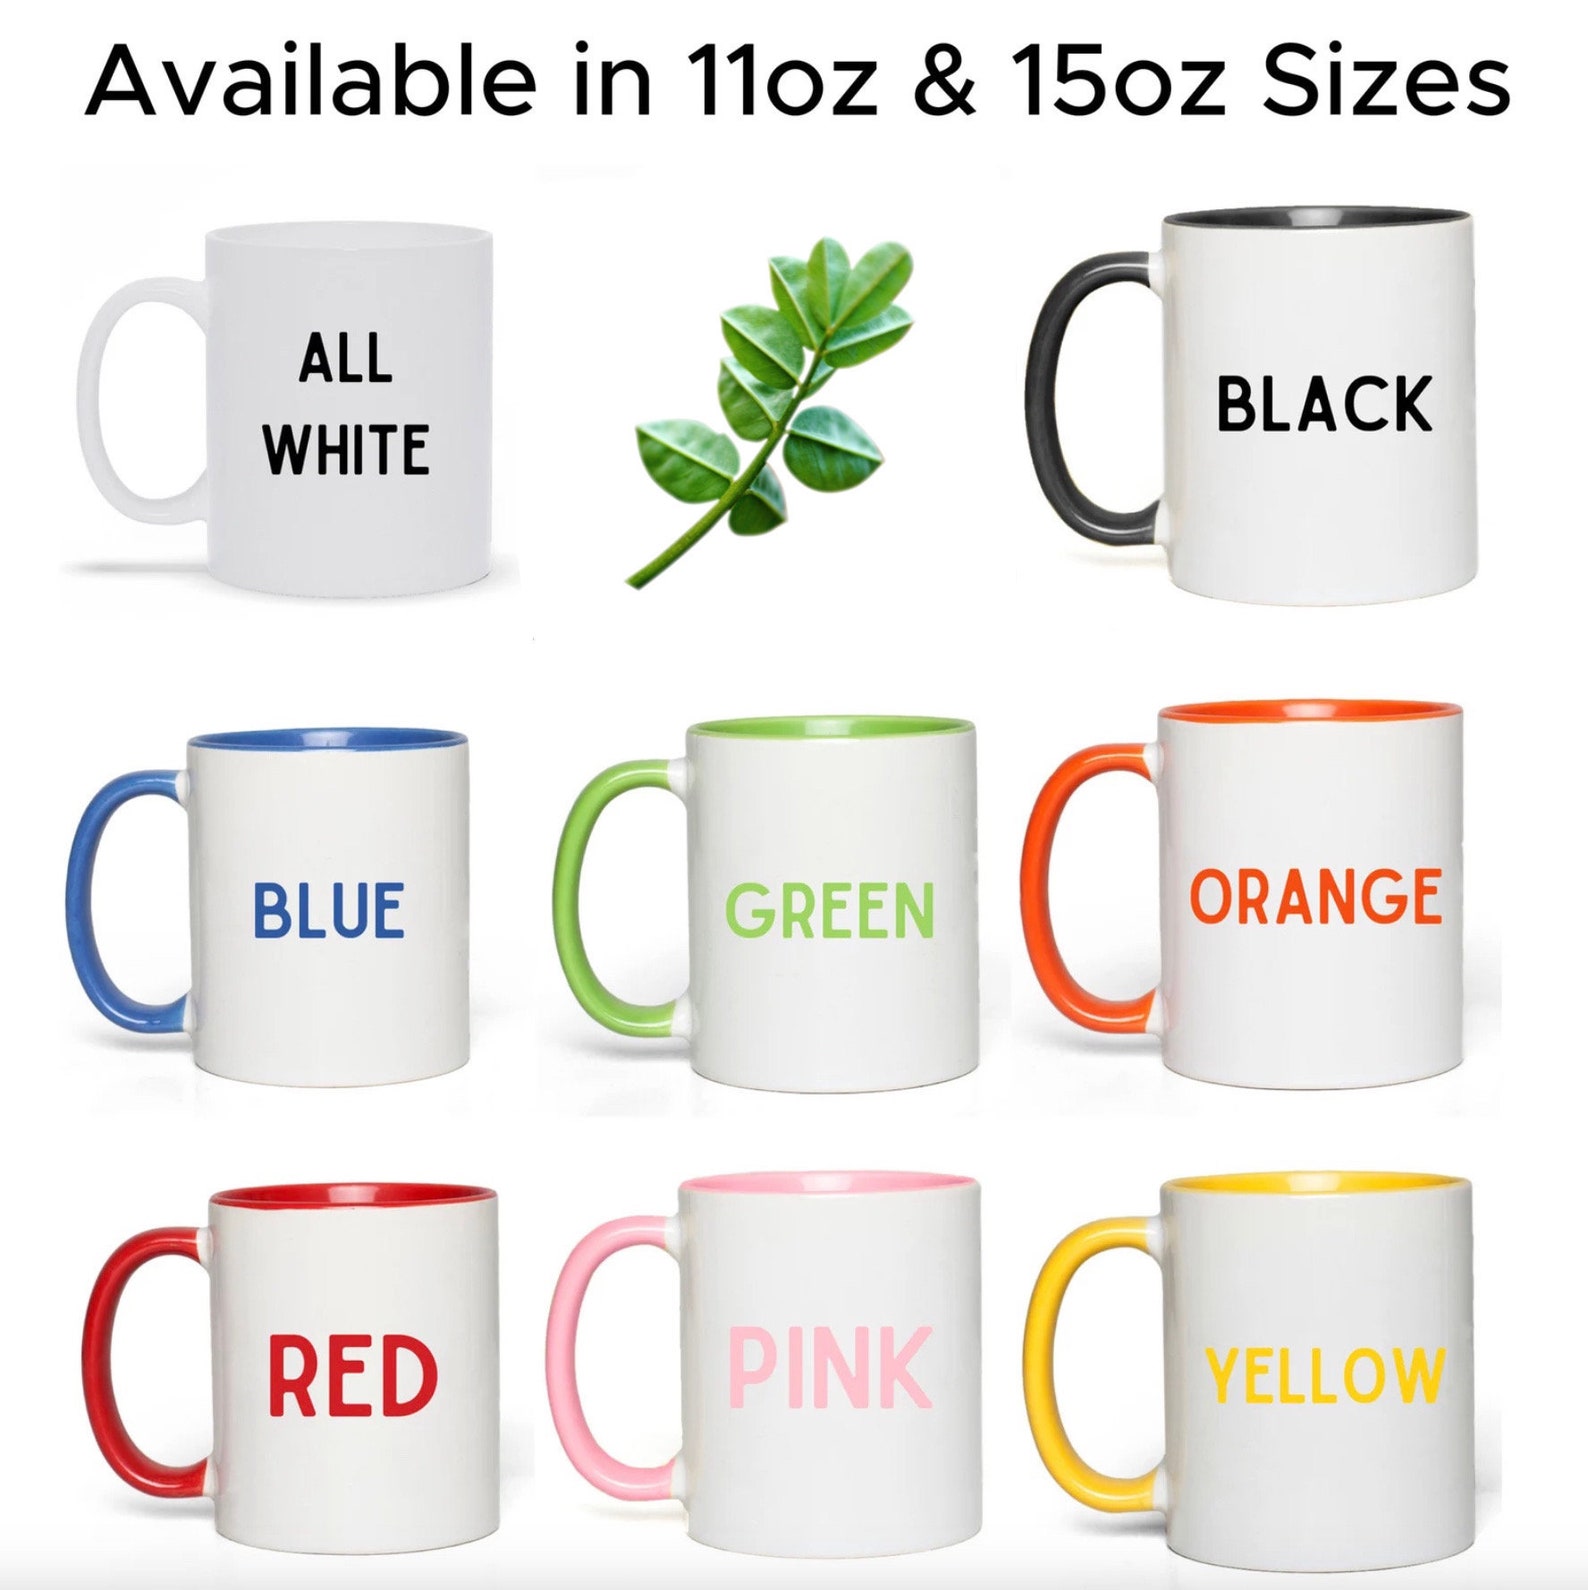 Available in 11oz & 15oz Sizes
ALL
WHITE
BLACK
BLUE
GREEN
ORANGE
RED
PINK
YELLOW